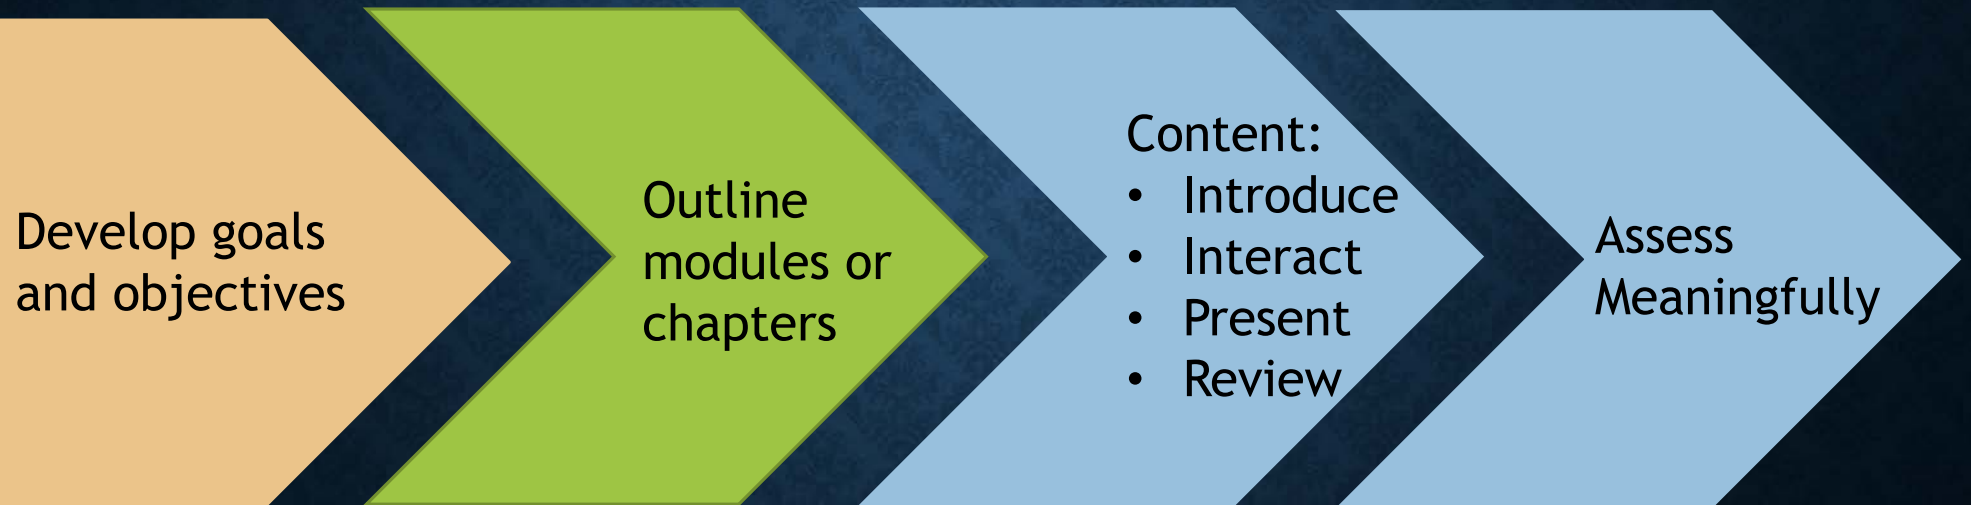 Develop goals
and objectives
Outline
modules or
chapters
Content:
• Introduce
• Interact
• Present
• Review
Assess
Meaningfully